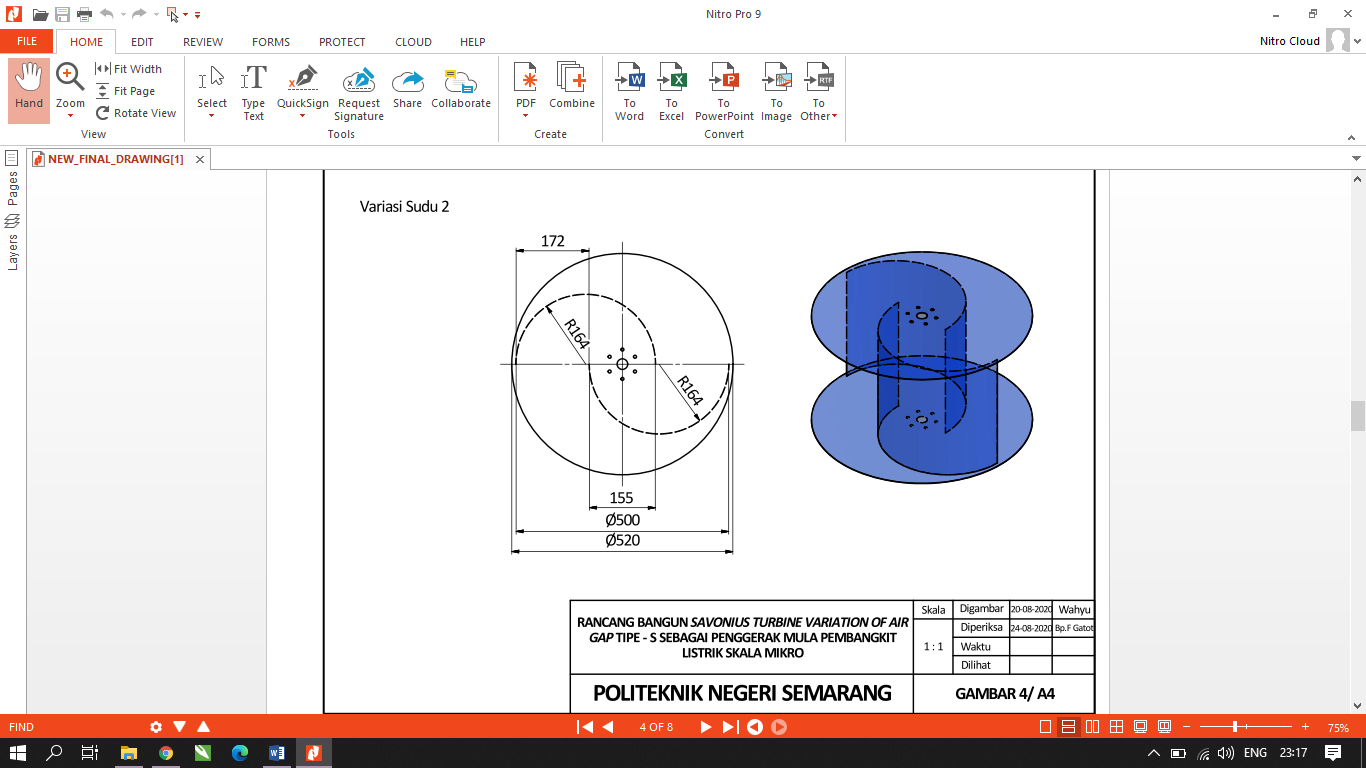 Nitro Pro 9
FILE
HOME
EDIT
REVIEW
FORMS
PROTECT
CLOUD
HELP
Nitro Cloud
Hand
Zoom
Fit Width
Fit Page
Rotate View
View
Select
Type Text
QuickSign
Request Signature
Share
Collaborate
Tools
PDF
Combine
Create
To Word
To Excel
To PowerPoint
To Image
To Other
Convert
NEW_FINAL_DRAWING[1]
Pages
Layers
Variasi Sudu 2
172
R164
R164
155
Ø500
Ø520
RANCANG BANGUN SAVONIUS TURBINE VARIATION OF AIR
GAP TIPE - S SEBAGAI PENGGERAK MULA PEMBANGKIT
LISTRIK SKALA MIKRO
POLITEKNIK NEGERI SEMARANG
Skala
1 : 1
Digambar 20-08-2020 Wahyu
Diperiksa 24-08-2020 Bp.F Gatot
Waktu
Dilihat
GAMBAR 4/ A4
FIND
4 OF 8
75%
ENG
23:17